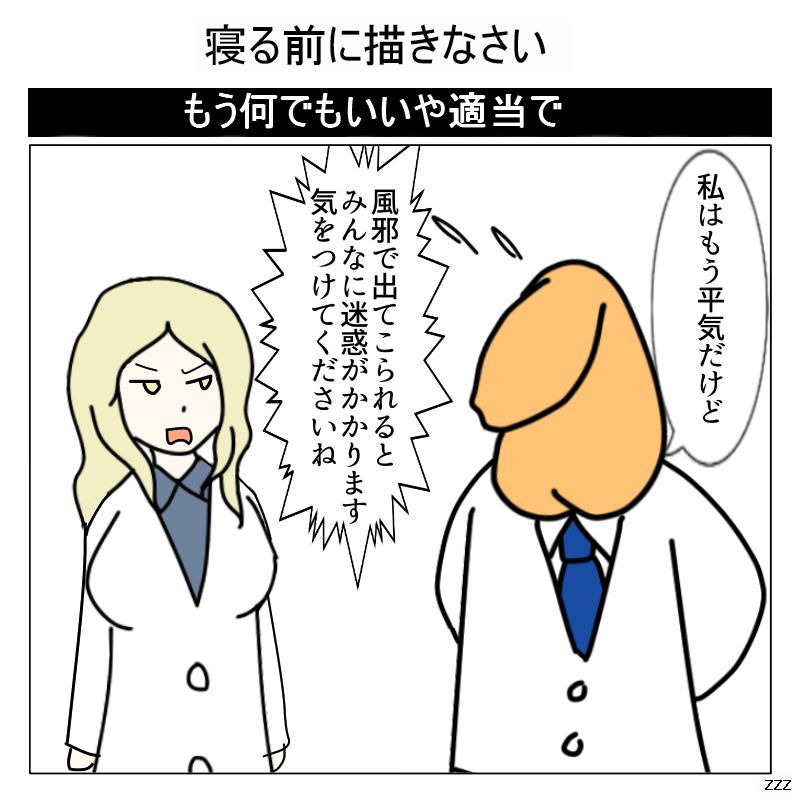 寝る前に描きなさい
もう何でもいいや適当で
私はもう平気だけど
風邪で出てこられると
みんなに迷惑がかかります
気をつけてくださいね
zzz